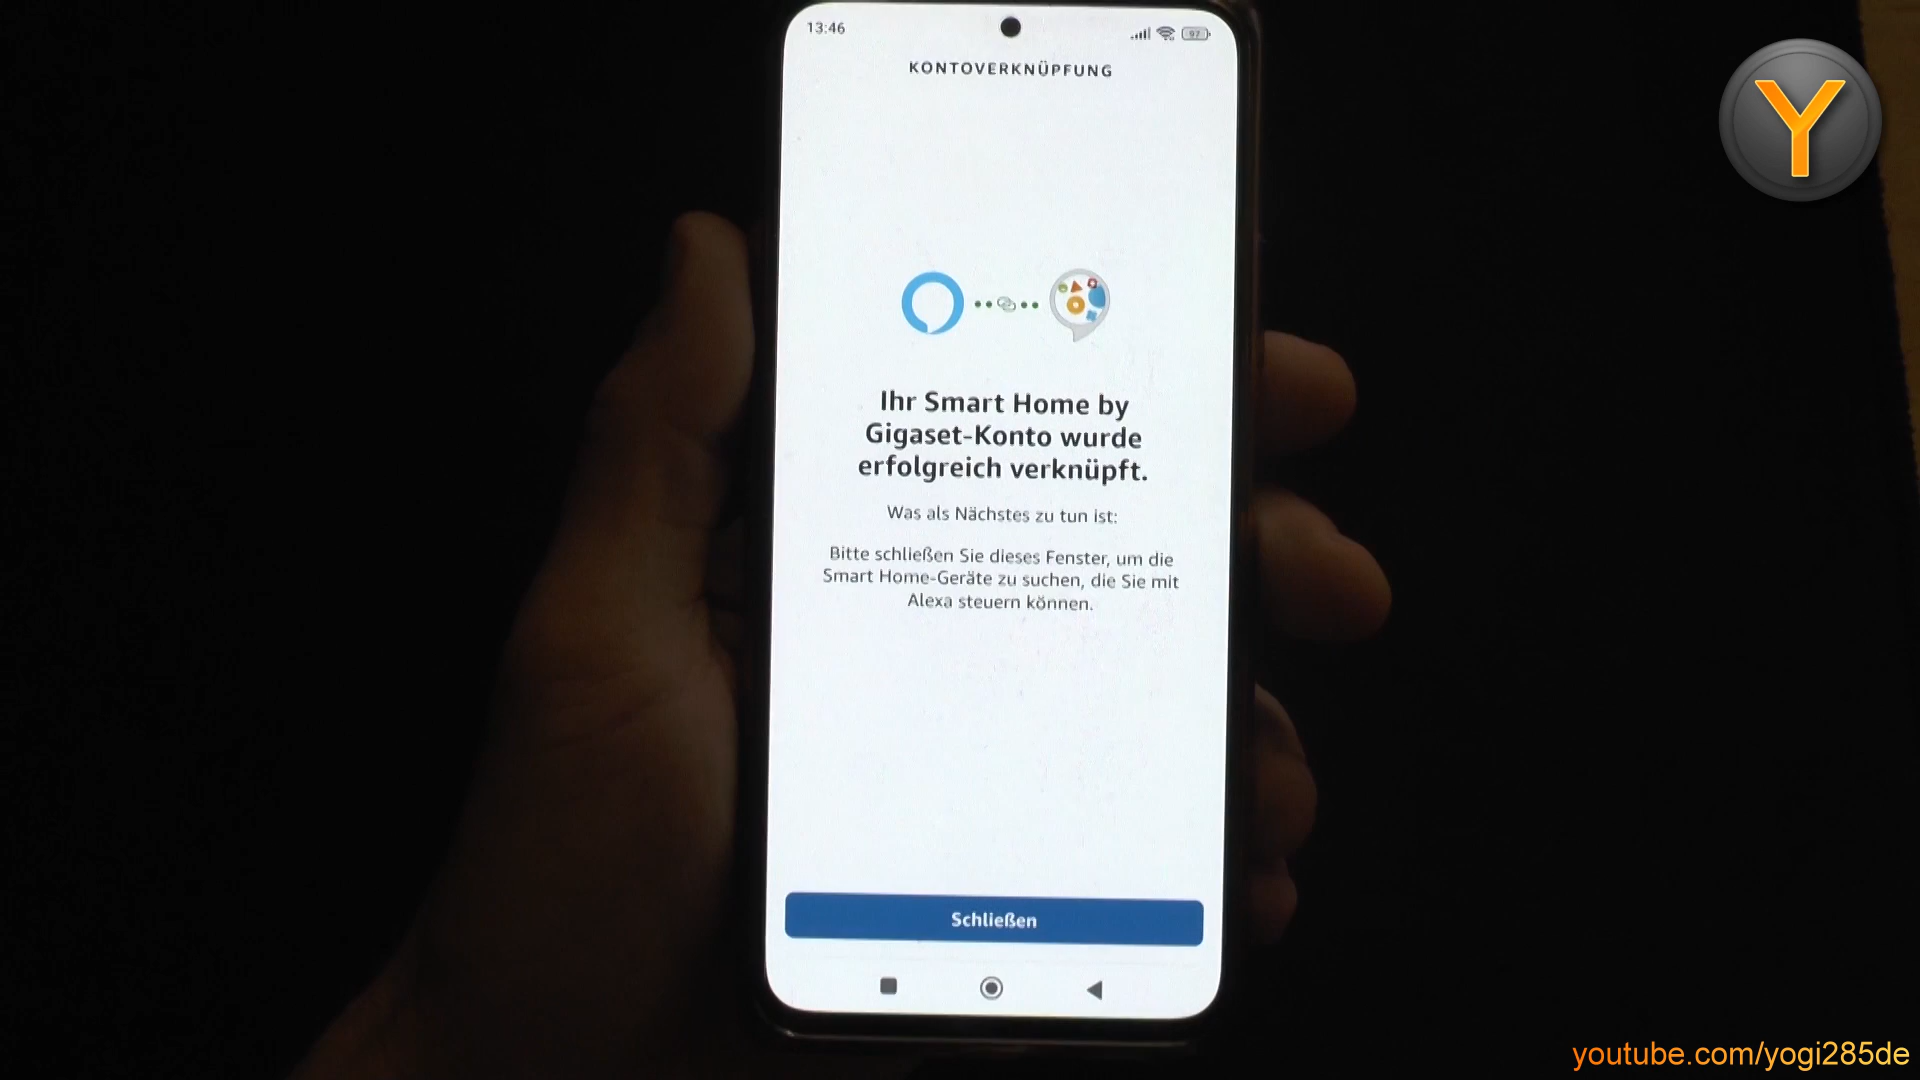 13:46
97
KONTOVERKNÜPFUNG
Y
Ihr Smart Home by
Gigaset-Konto wurde
erfolgreich verknüpft.
Was als Nächstes zu tun ist:
Bitte schließen Sie dieses Fenster, um die
Smart Home-Geräte zu suchen, die Sie mit
Alexa steuern können.
Schließen
youtube.com/yogi285de